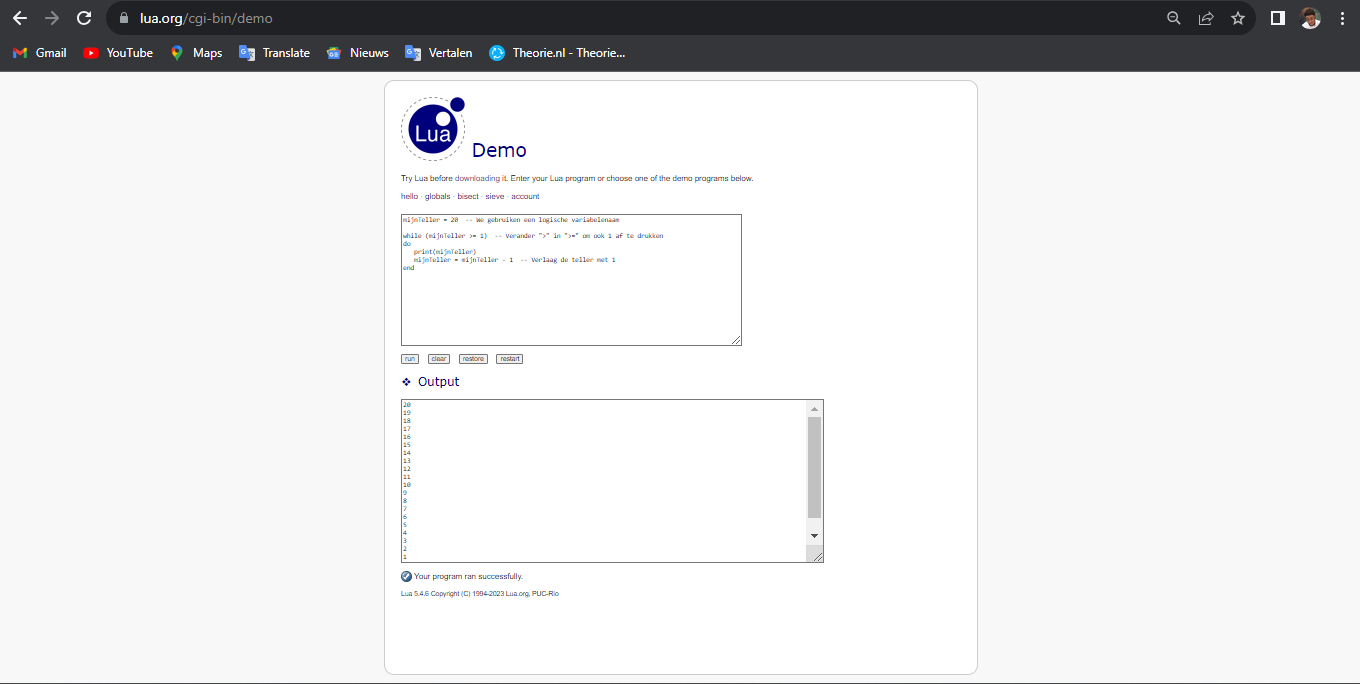 lua.org/cgi-bin/demo
Gmail YouTube Maps Translate Nieuws Vertalen Theorie.nl - Theorie...
Lua
Demo
Try Lua before downloading it. Enter your Lua program or choose one of the demo programs below.
hello · globals · bisect · sieve · account
mijnTeller = 20  -- We gebruiken een logische variabelenaam
while (mijnTeller >= 1)  -- Verander ">" in ">=" om ook 1 af te drukken
do
   print(mijnTeller)
   mijnTeller = mijnTeller - 1  -- Verlaag de teller met 1
end
run clear restore restart
Output
20
19
18
17
16
15
14
13
12
11
10
9
8
7
6
5
4
3
2
1
Your program ran successfully.
Lua 5.4.6 Copyright (C) 1994-2023 Lua.org, PUC-Rio